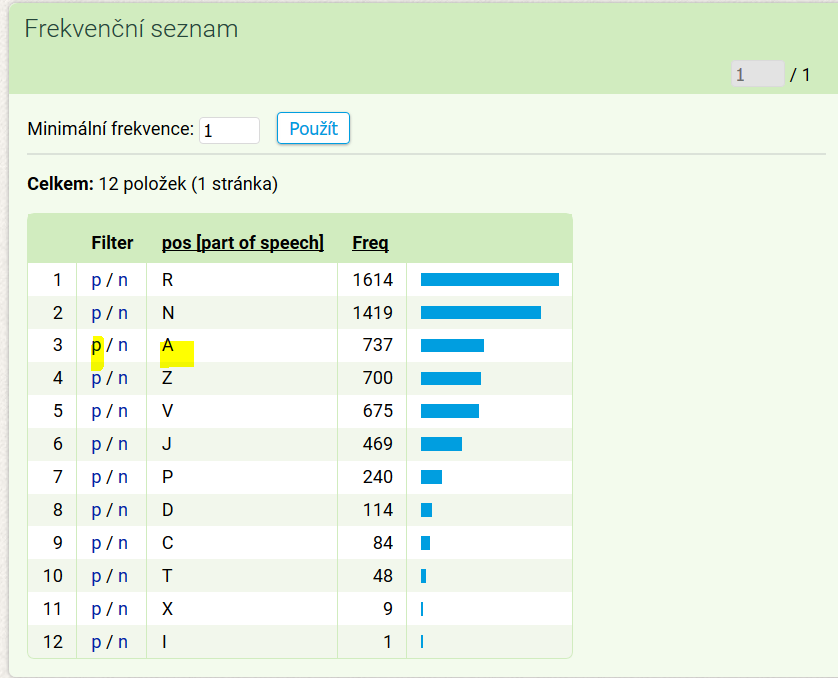 Frekvenční seznam
1 / 1
Minimální frekvence: 1 Použít
Celkem: 12 položek (1 stránka)
Filter pos [part of speech] Freq
1 p / n R 1614
2 p / n N 1419
3 p / n A 737
4 p / n Z 700
5 p / n V 675
6 p / n J 469
7 p / n P 240
8 p / n D 114
9 p / n C 84
10 p / n T 48
11 p / n X 9
12 p / n I 1